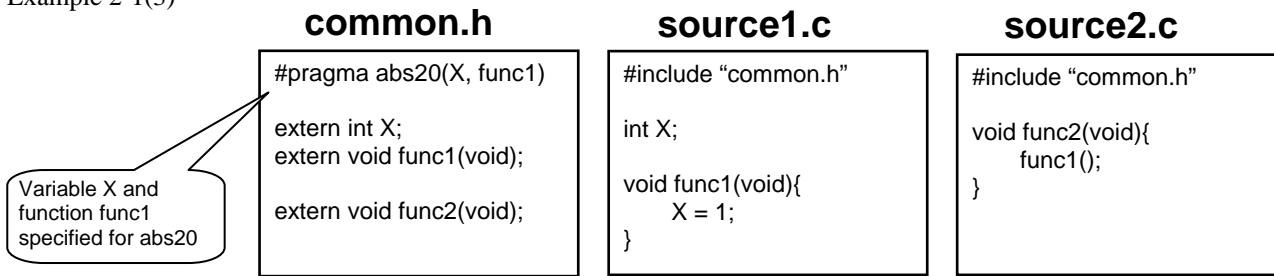 Example 2-1(3)
common.h
#pragma abs20(X, func1)
extern int X;
extern void func1(void);
extern void func2(void);
Variable X and
function func1
specified for abs20
source1.c
#include “common.h”
int X;
void func1(void){
X = 1;
}
source2.c
#include “common.h”
void func2(void){
func1();
}